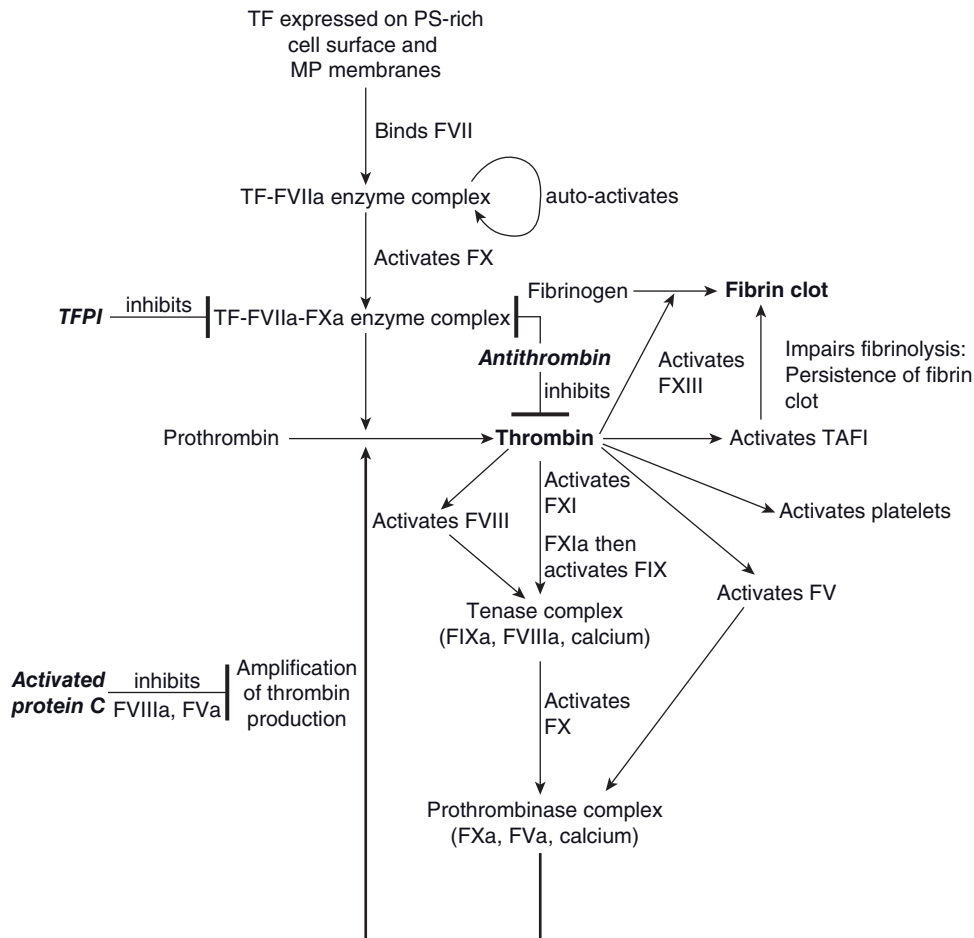 TF expressed on PS-rich
cell surface and
MP membranes
Binds FVII
TF-FVIIa enzyme complex
auto-activates
Activates FX
Fibrinogen
Fibrin clot
TFPI
inhibits
TF-FVIIa-FXa enzyme complex
Antithrombin
inhibits
Activates
FXIII
Impairs fibrinolysis:
Persistence of fibrin
clot
Prothrombin
Thrombin
Activates TAFI
Activates
FXI
Activates FVIII
Activates platelets
FXIa then
activates FIX
Activates FV
Tenase complex
(FIXa, FVIIIa, calcium)
Activated
protein C
inhibits
FVIIIa, FVa
Amplification
of thrombin
production
Activates
FX
Prothrombinase complex
(FXa, FVa, calcium)